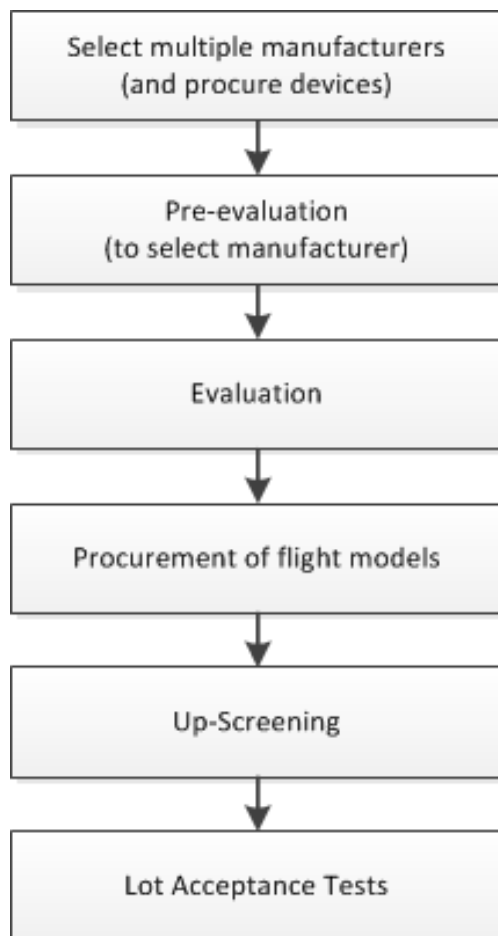 Select multiple manufacturers
(and procure devices)
Pre-evaluation
(to select manufacturer)
Evaluation
Procurement of flight models
Up-Screening
Lot Acceptance Tests